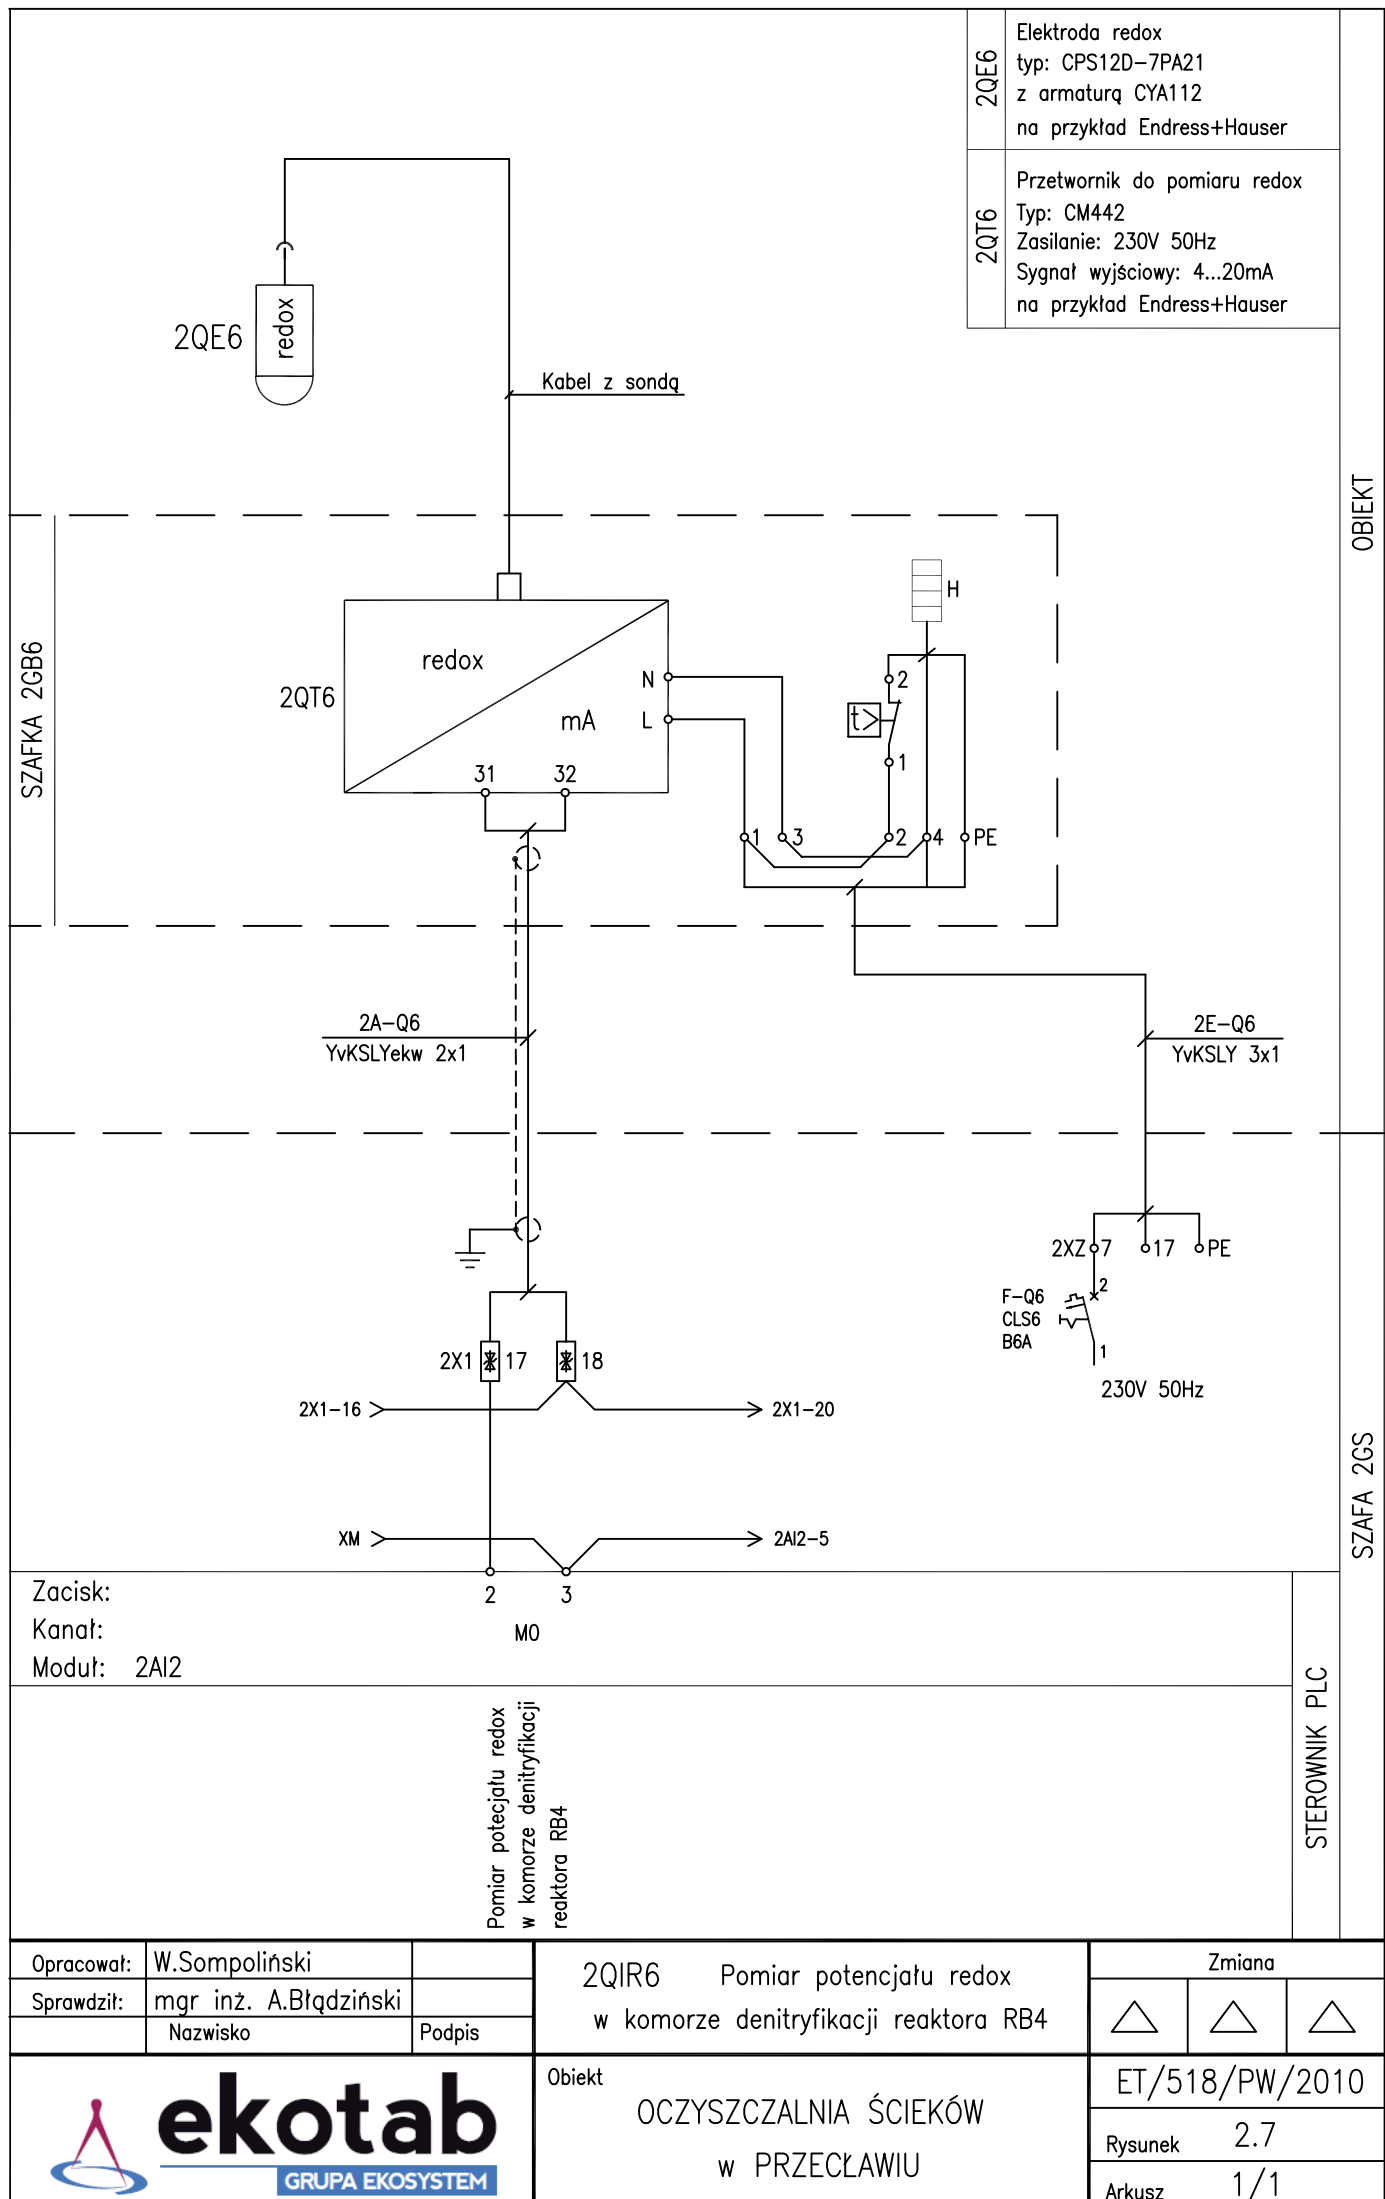 2QE6
Elektroda redox
typ: CPS12D-7PA21
z armaturą CYA112
na przykład Endress+Hauser
2QT6
Przetwornik do pomiaru redox
Typ: CM442
Zasilanie: 230V 50Hz
Sygnał wyjściowy: 4...20mA
na przykład Endress+Hauser
2QE6
redox
Kabel z sondą
OBIEKT
SZAFKA 2GB6
H
redox
2QT6
mA
N
L
31
32
2
t>
1
1
3
2
4
PE
2A-Q6
YvKSLYekw 2x1
2E-Q6
YvKSLY 3x1
2XZ
7
17
PE
F-Q6
CLS6
B6A
2
1
230V 50Hz
2X1
17
18
2X1-16
2X1-20
XM
2AI2-5
SZAFA 2GS
Zacisk:
2
3
Kanał:
M0
Moduł: 2AI2
STEROWNIK PLC
Pomiar potecjału redox
w komorze denitryfikacji
reaktora RB4
Opracował:
W.Sompoliński
Sprawdził:
mgr inż. A.Błądziński
Nazwisko
Podpis
2QIR6 Pomiar potencjału redox
w komorze denitryfikacji reaktora RB4
Zmiana
ekotab
GRUPA EKOSYSTEM
Obiekt
OCZYSZCZALNIA ŚCIEKÓW
w PRZECŁAWIU
ET/518/PW/2010
Rysunek 2.7
Arkusz 1/1